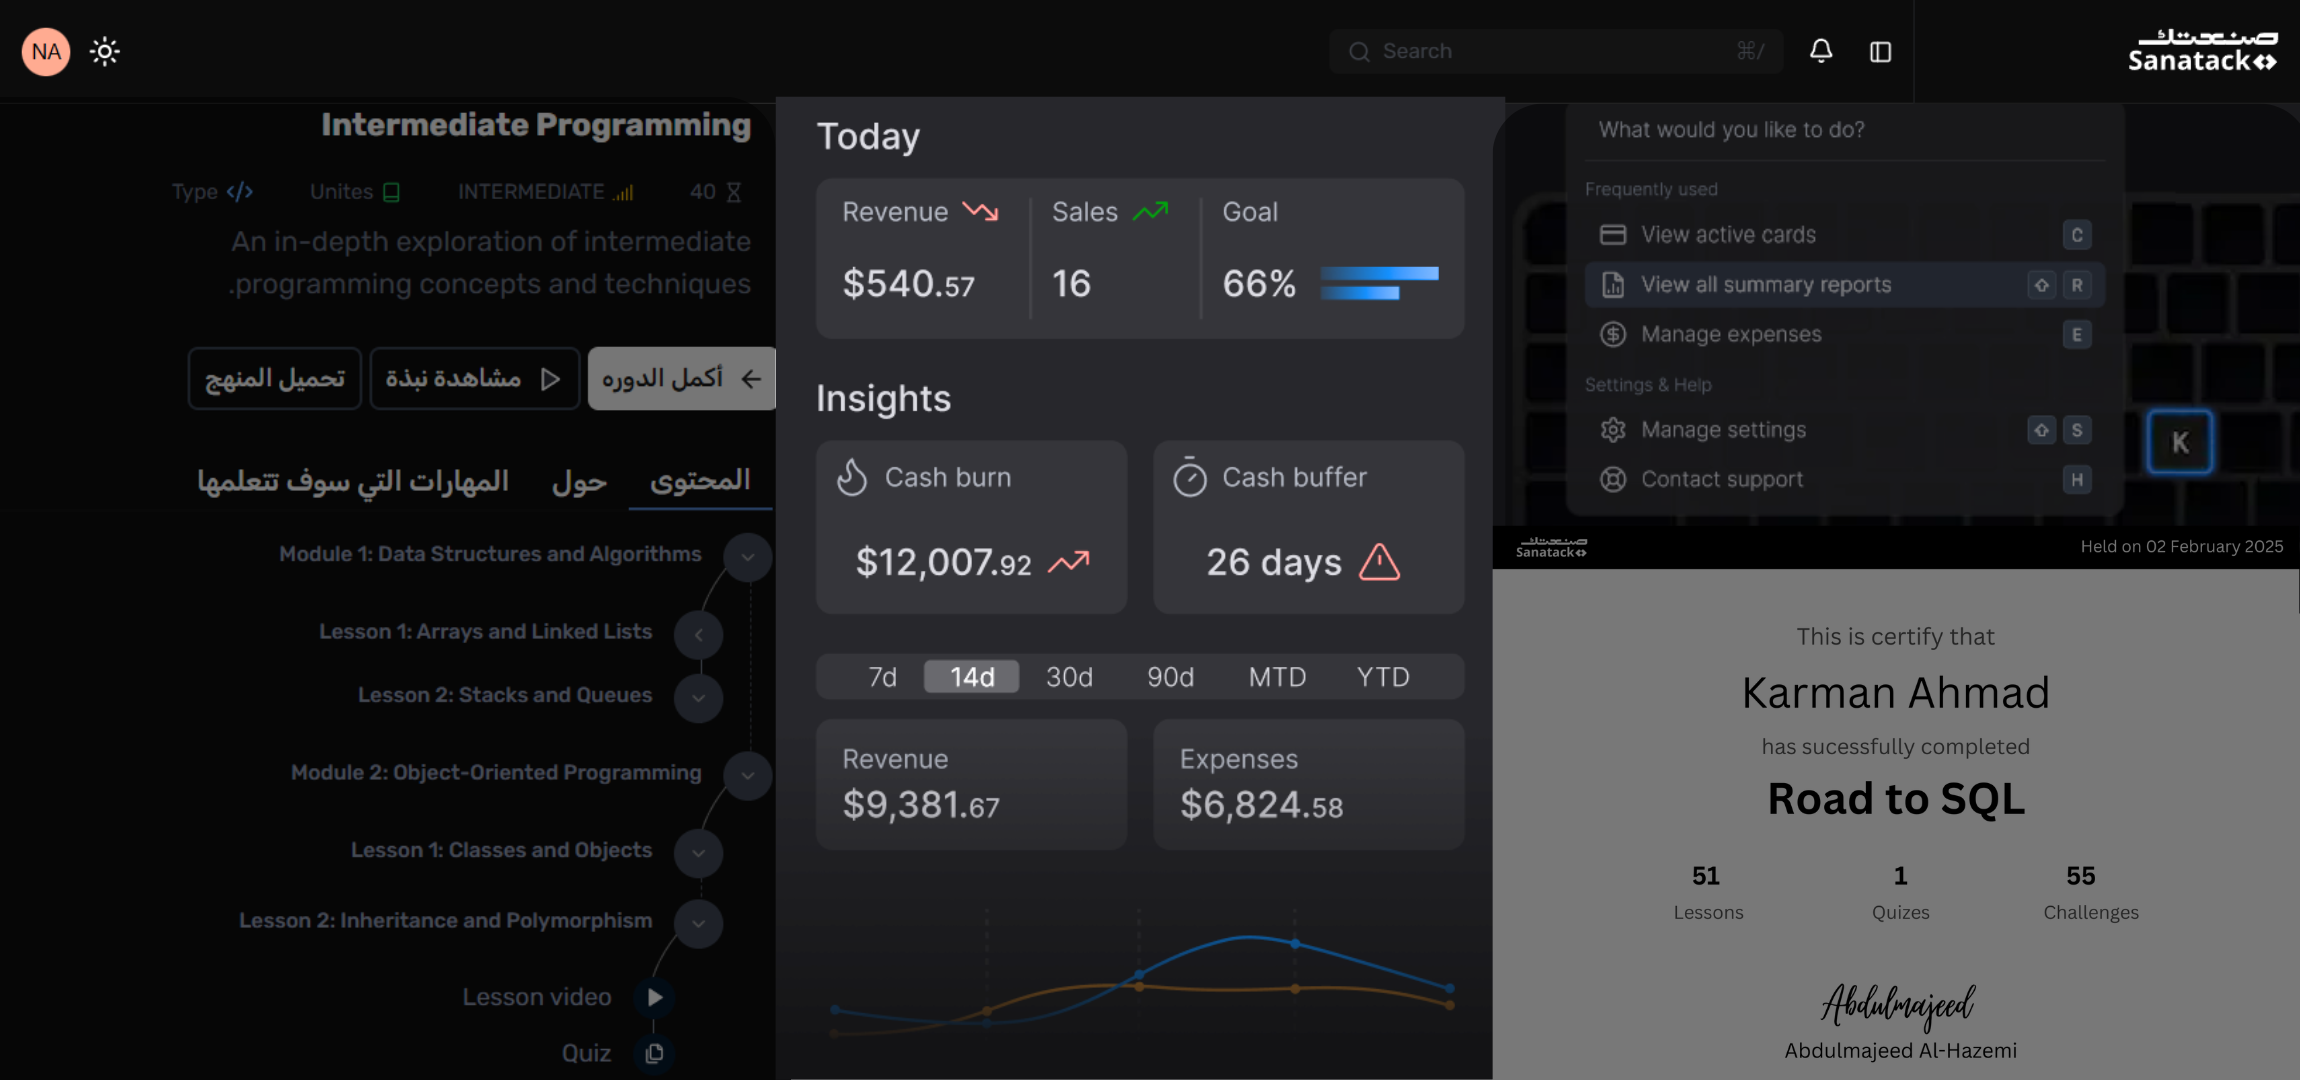 NA
Search
⌘/
صنعتك
Sanatack
Intermediate Programming
Type </>
Unites
INTERMEDIATE
40
An in-depth exploration of intermediate
.programming concepts and techniques
أكمل الدوره
مشاهدة نبذة
تحميل المنهج
المحتوى
حول
المهارات التي سوف تتعلمها
Module 1: Data Structures and Algorithms
Lesson 1: Arrays and Linked Lists
Lesson 2: Stacks and Queues
Module 2: Object-Oriented Programming
Lesson 1: Classes and Objects
Lesson 2: Inheritance and Polymorphism
Lesson video
Quiz
Today
Revenue
Sales
Goal
$540.57
16
66%
Insights
Cash burn
$12,007.92
Cash buffer
26 days
7d 14d 30d 90d MTD YTD
Revenue
$9,381.67
Expenses
$6,824.58
What would you like to do?
Frequently used
View active cards C
View all summary reports R
Manage expenses E
Settings & Help
Manage settings S
Contact support H
K
صنعتك
Sanatack
Held on 02 February 2025
This is certify that
Karman Ahmad
has sucessfully completed
Road to SQL
51
Lessons
1
Quizes
55
Challenges
Abdulmajeed
Abdulmajeed Al-Hazemi